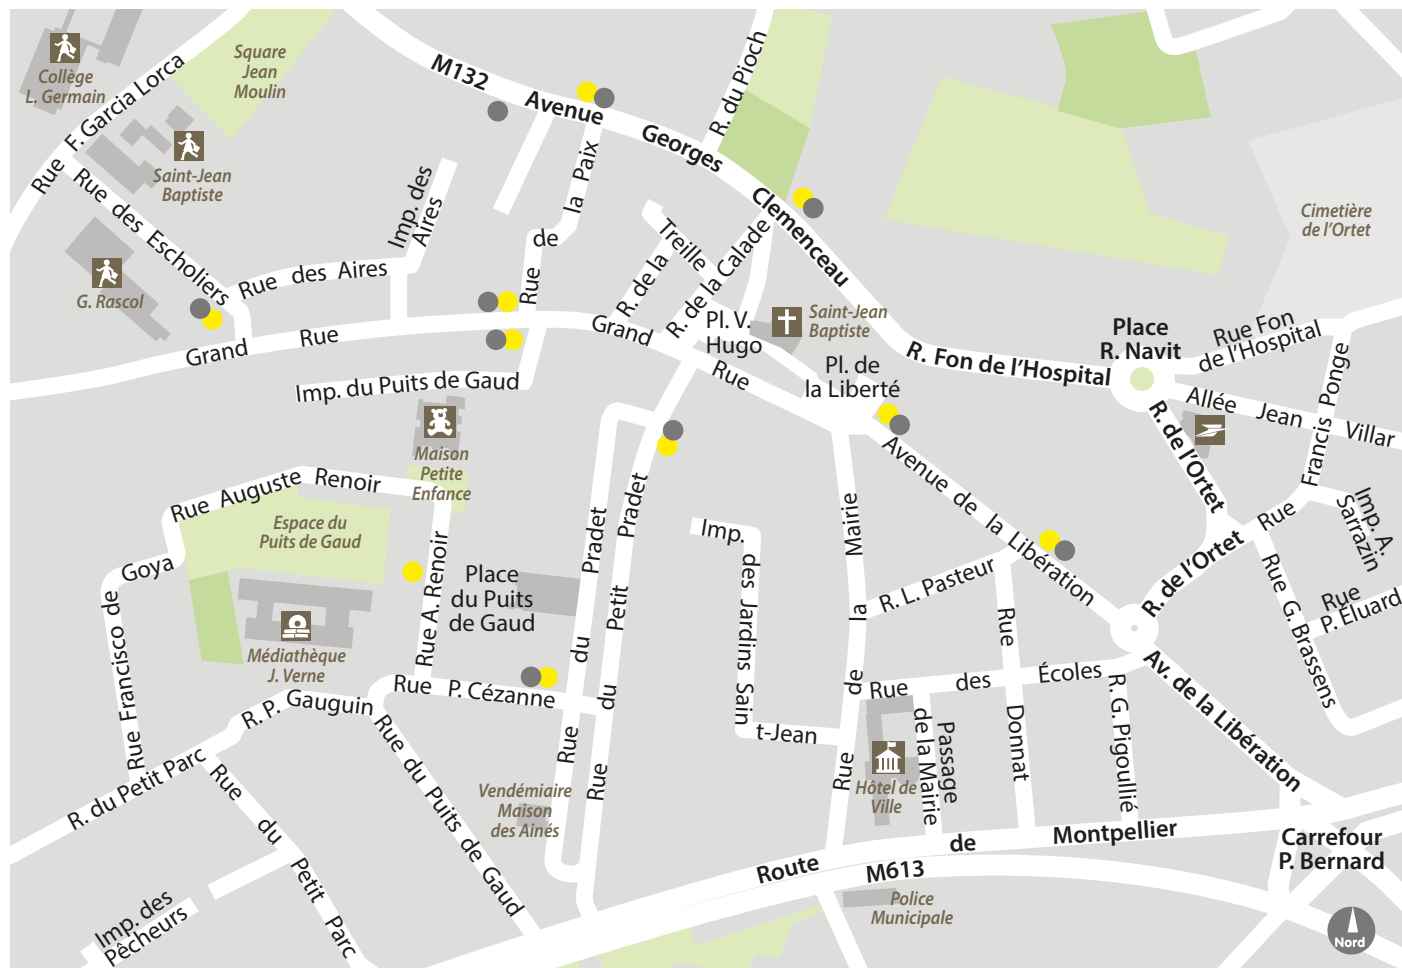 Collège
L. Germain
Rue F. Garcia Lorca
Square
Jean
Moulin
M132
Avenue
Georges
Clemenceau
R. du Pioch
Saint-Jean
Baptiste
Rue des Escholiers
G. Rascol
Imp. des
Aires
Rue des Aires
Rue de la Paix
Treille
R. de la
R. de la Calade
Cimetière
de l'Ortet
Grand Rue
Grand Rue
Pl. V.
Hugo
Saint-Jean
Baptiste
Pl. de
la Liberté
R. Fon de l'Hospital
Place
R. Navit
Rue Fon
de l'Hospital
Allée Jean Villar
Francis Ponge
R. de l'Ortet
Imp. du Puits de Gaud
Maison
Petite
Enfance
Rue Auguste Renoir
Espace du
Puits de Gaud
Goya
Rue Francisco de
Rue A. Renoir
Place
du Puits
de Gaud
Médiathèque
J. Verne
Rue du Pradet
Rue du Petit Pradet
Imp. des Jardins Sain
t-Jean
Rue de la Mairie
Avenue de la Libération
R. L. Pasteur
Rue Donnat
Rue des Écoles
R. de l'Ortet
Rue
Imp. A.
Sarrazin
Rue G. Brassens
Rue
P. Éluard
R. P. Gauguin
Rue P. Cézanne
R. du Petit Parc
Rue du Petit Parc
Rue du Puits de Gaud
Imp. des
Pêcheurs
Vendémiaire
Maison
des Ainés
Hôtel de
Ville
Passage
de la Mairie
R. G. Pigoullié
Av. de la Libération
Route de Montpellier
M613
Police
Municipale
Carrefour
P. Bernard
Nord